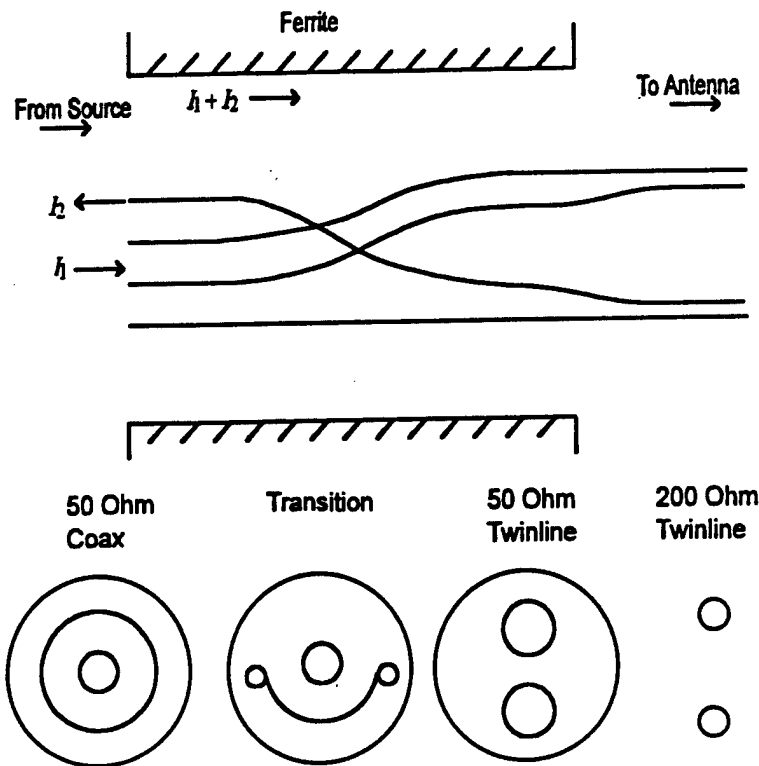 Ferrite
I₁ + I₂
From Source
To Antenna
I₂
I₁
50 Ohm
Coax
Transition
50 Ohm
Twinline
200 Ohm
Twinline